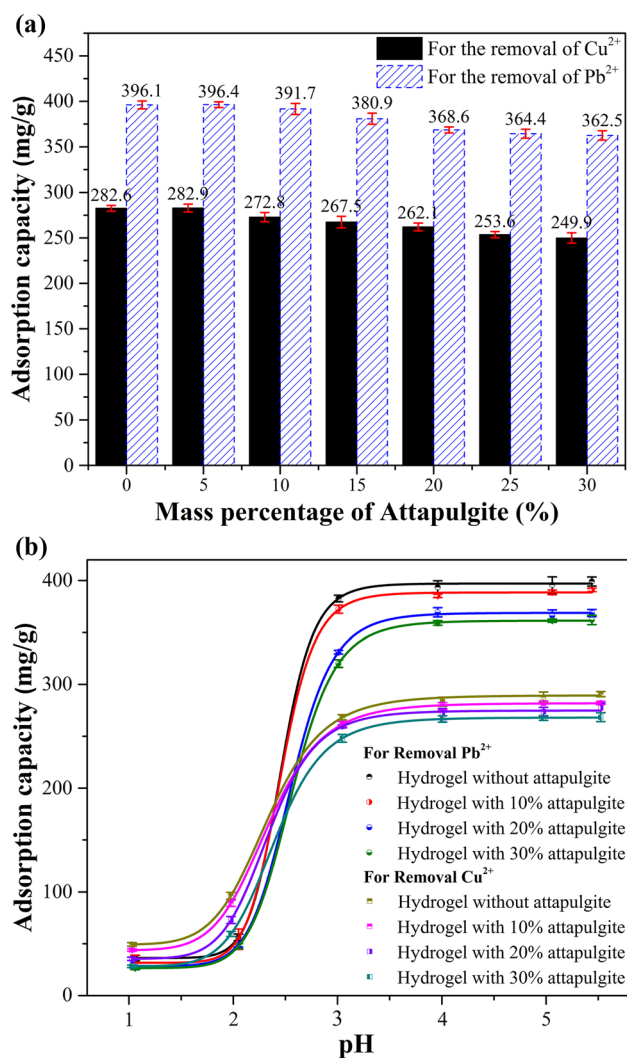 (a)
For the removal of Cu²⁺
For the removal of Pb²⁺
Adsorption capacity (mg/g)
450
400
350
300
250
200
150
100
50
0
396.1
396.4
391.7
380.9
368.6
364.4
362.5
282.6
282.9
272.8
267.5
262.1
253.6
249.9
0 5 10 15 20 25 30
Mass percentage of Attapulgite (%)
(b)
Adsorption capacity (mg/g)
400
300
200
100
0
For Removal Pb²⁺
Hydrogel without attapulgite
Hydrogel with 10% attapulgite
Hydrogel with 20% attapulgite
Hydrogel with 30% attapulgite
For Removal Cu²⁺
Hydrogel without attapulgite
Hydrogel with 10% attapulgite
Hydrogel with 20% attapulgite
Hydrogel with 30% attapulgite
1 2 3 4 5
pH